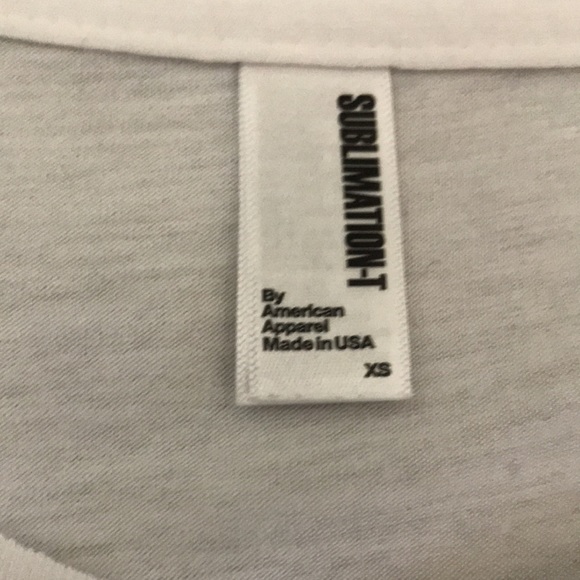 SUBLIMATION-T
By
American
Apparel
Made in USA
XS